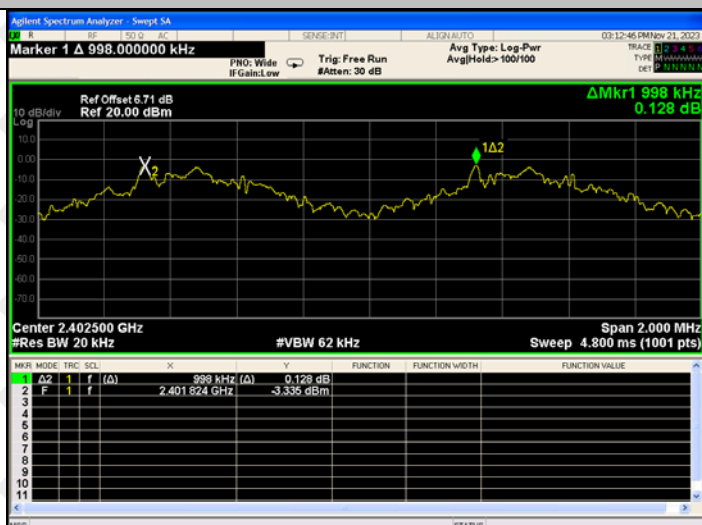 Agilent Spectrum Analyzer - Swept SA
R RF 50 Ω AC SENSE:INT ALIGN AUTO 03:12:46 PM Nov 21, 2023
Marker 1 Δ 998.000000 kHz Avg Type: Log-Pwr TRACE 1 2 3 4 5 6
PNO: Wide Trig: Free Run Avg|Hold:>100/100 TYPE M
IFGain:Low #Atten: 30 dB DET P N N N N N
ΔMkr1 998 kHz
0.128 dB
Ref Offset 6.71 dB
10 dB/div Ref 20.00 dBm
Log
10.0
0.00
-10.0
-20.0
-30.0
-40.0
-50.0
-60.0
-70.0
X2
1Δ2
Center 2.402500 GHz Span 2.000 MHz
#Res BW 20 kHz #VBW 62 kHz Sweep 4.800 ms (1001 pts)
MKR MODE TRC SCL X Y FUNCTION FUNCTION WIDTH FUNCTION VALUE
1 Δ2 1 f (Δ) 998 kHz (Δ) 0.128 dB
2 F 1 f 2.401 824 GHz -3.335 dBm
3
4
5
6
7
8
9
10
11
MSG STATUS